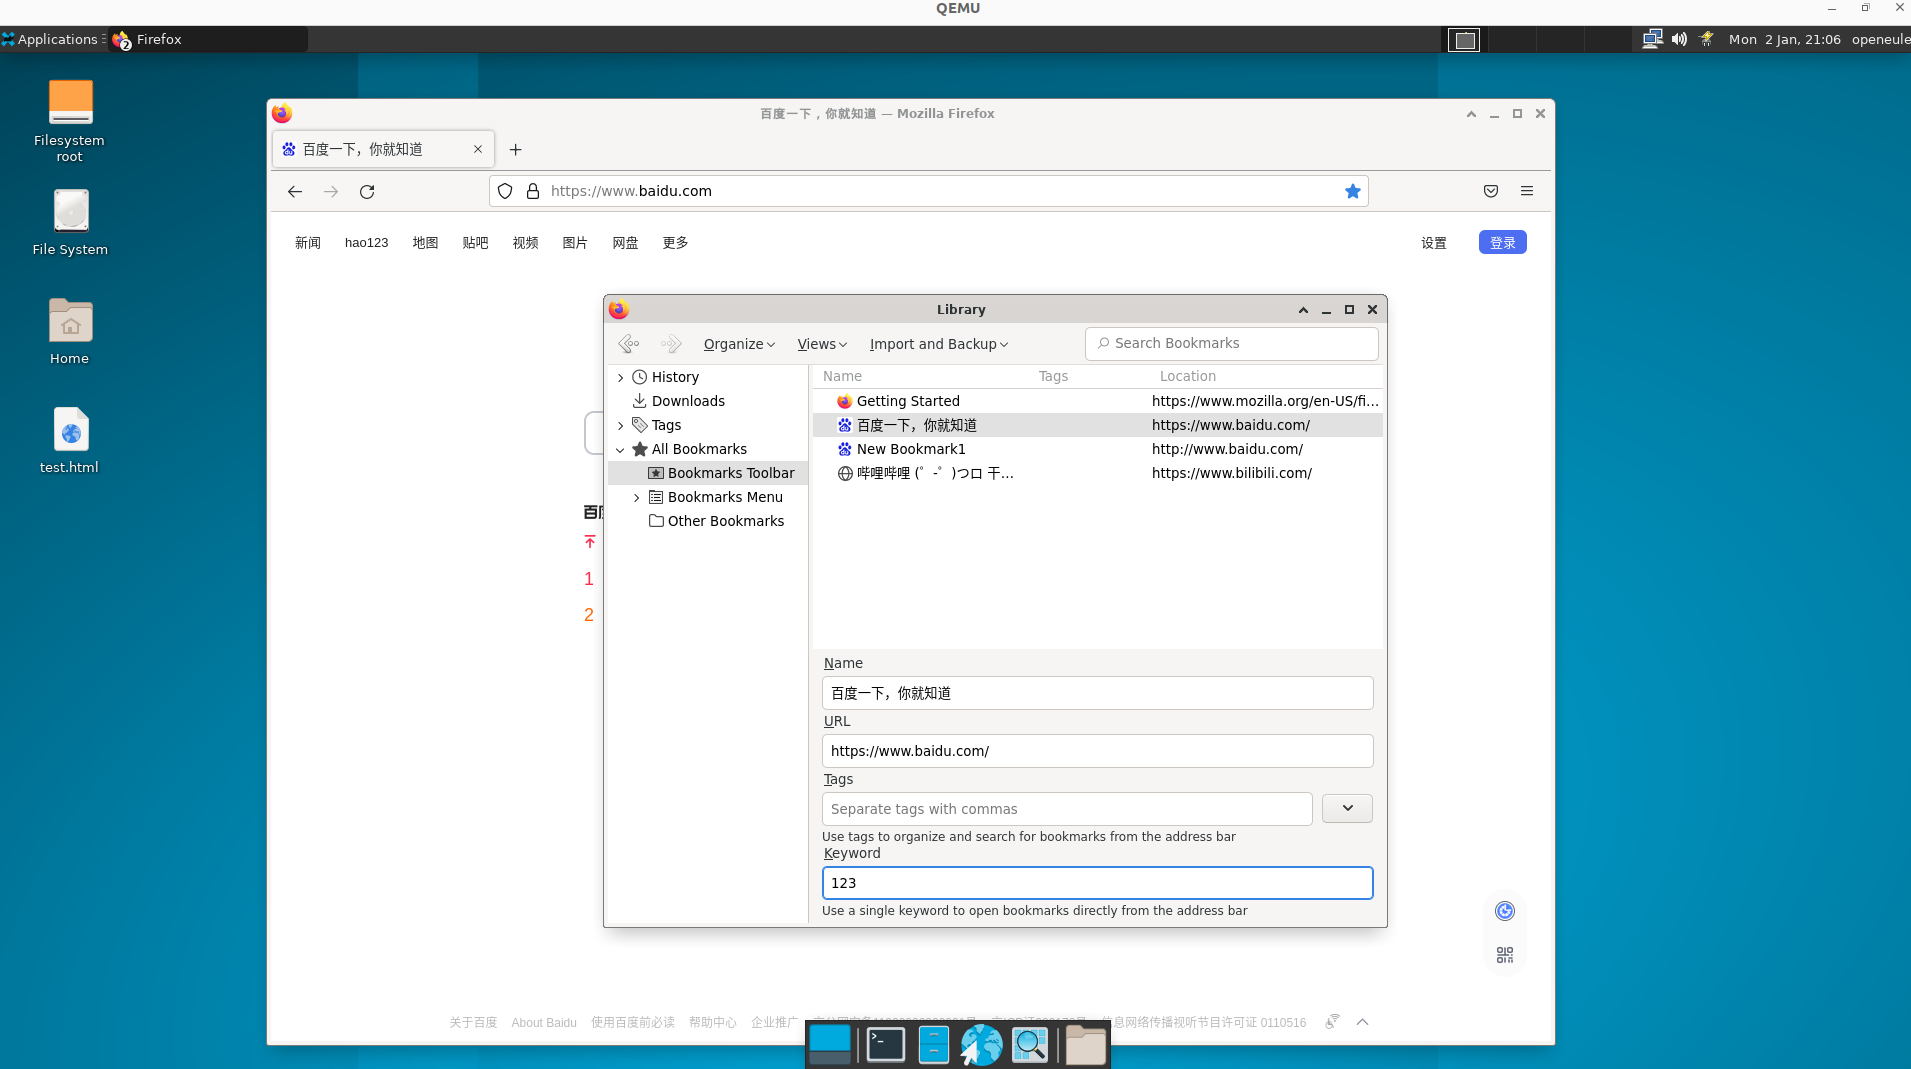 QEMU
Applications
2
Firefox
Mon 2 Jan, 21:06
openeule
Filesystem
root
File System
Home
test.html
百度一下，你就知道 — Mozilla Firefox
百度一下，你就知道
https://www.baidu.com
新闻 hao123 地图 贴吧 视频 图片 网盘 更多
设置 登录
1
2
Library
Organize Views Import and Backup
Search Bookmarks
History
Downloads
Tags
All Bookmarks
Bookmarks Toolbar
Bookmarks Menu
Other Bookmarks
Name Tags Location
Getting Started https://www.mozilla.org/en-US/fi...
百度一下，你就知道 https://www.baidu.com/
New Bookmark1 http://www.baidu.com/
哔哩哔哩 (゜-゜)つロ 干... https://www.bilibili.com/
Name
百度一下，你就知道
URL
https://www.baidu.com/
Tags
Separate tags with commas
Use tags to organize and search for bookmarks from the address bar
Keyword
123
Use a single keyword to open bookmarks directly from the address bar
关于百度 About Baidu 使用百度前必读 帮助中心 企业推广 信息网络传播视听节目许可证 0110516